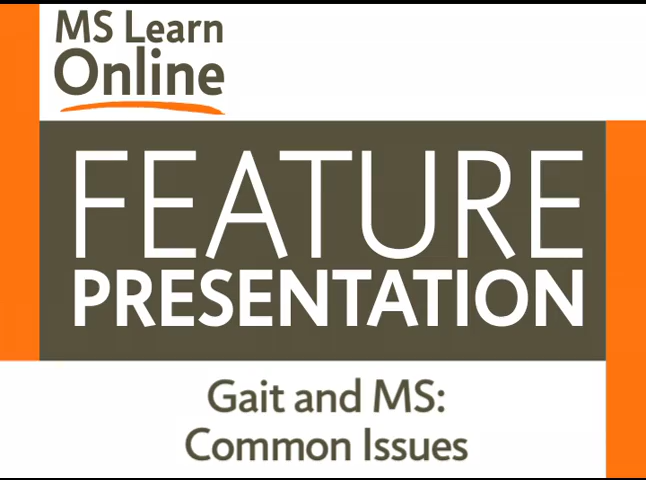 MS Learn
Online
FEATURE
PRESENTATION
Gait and MS:
Common Issues